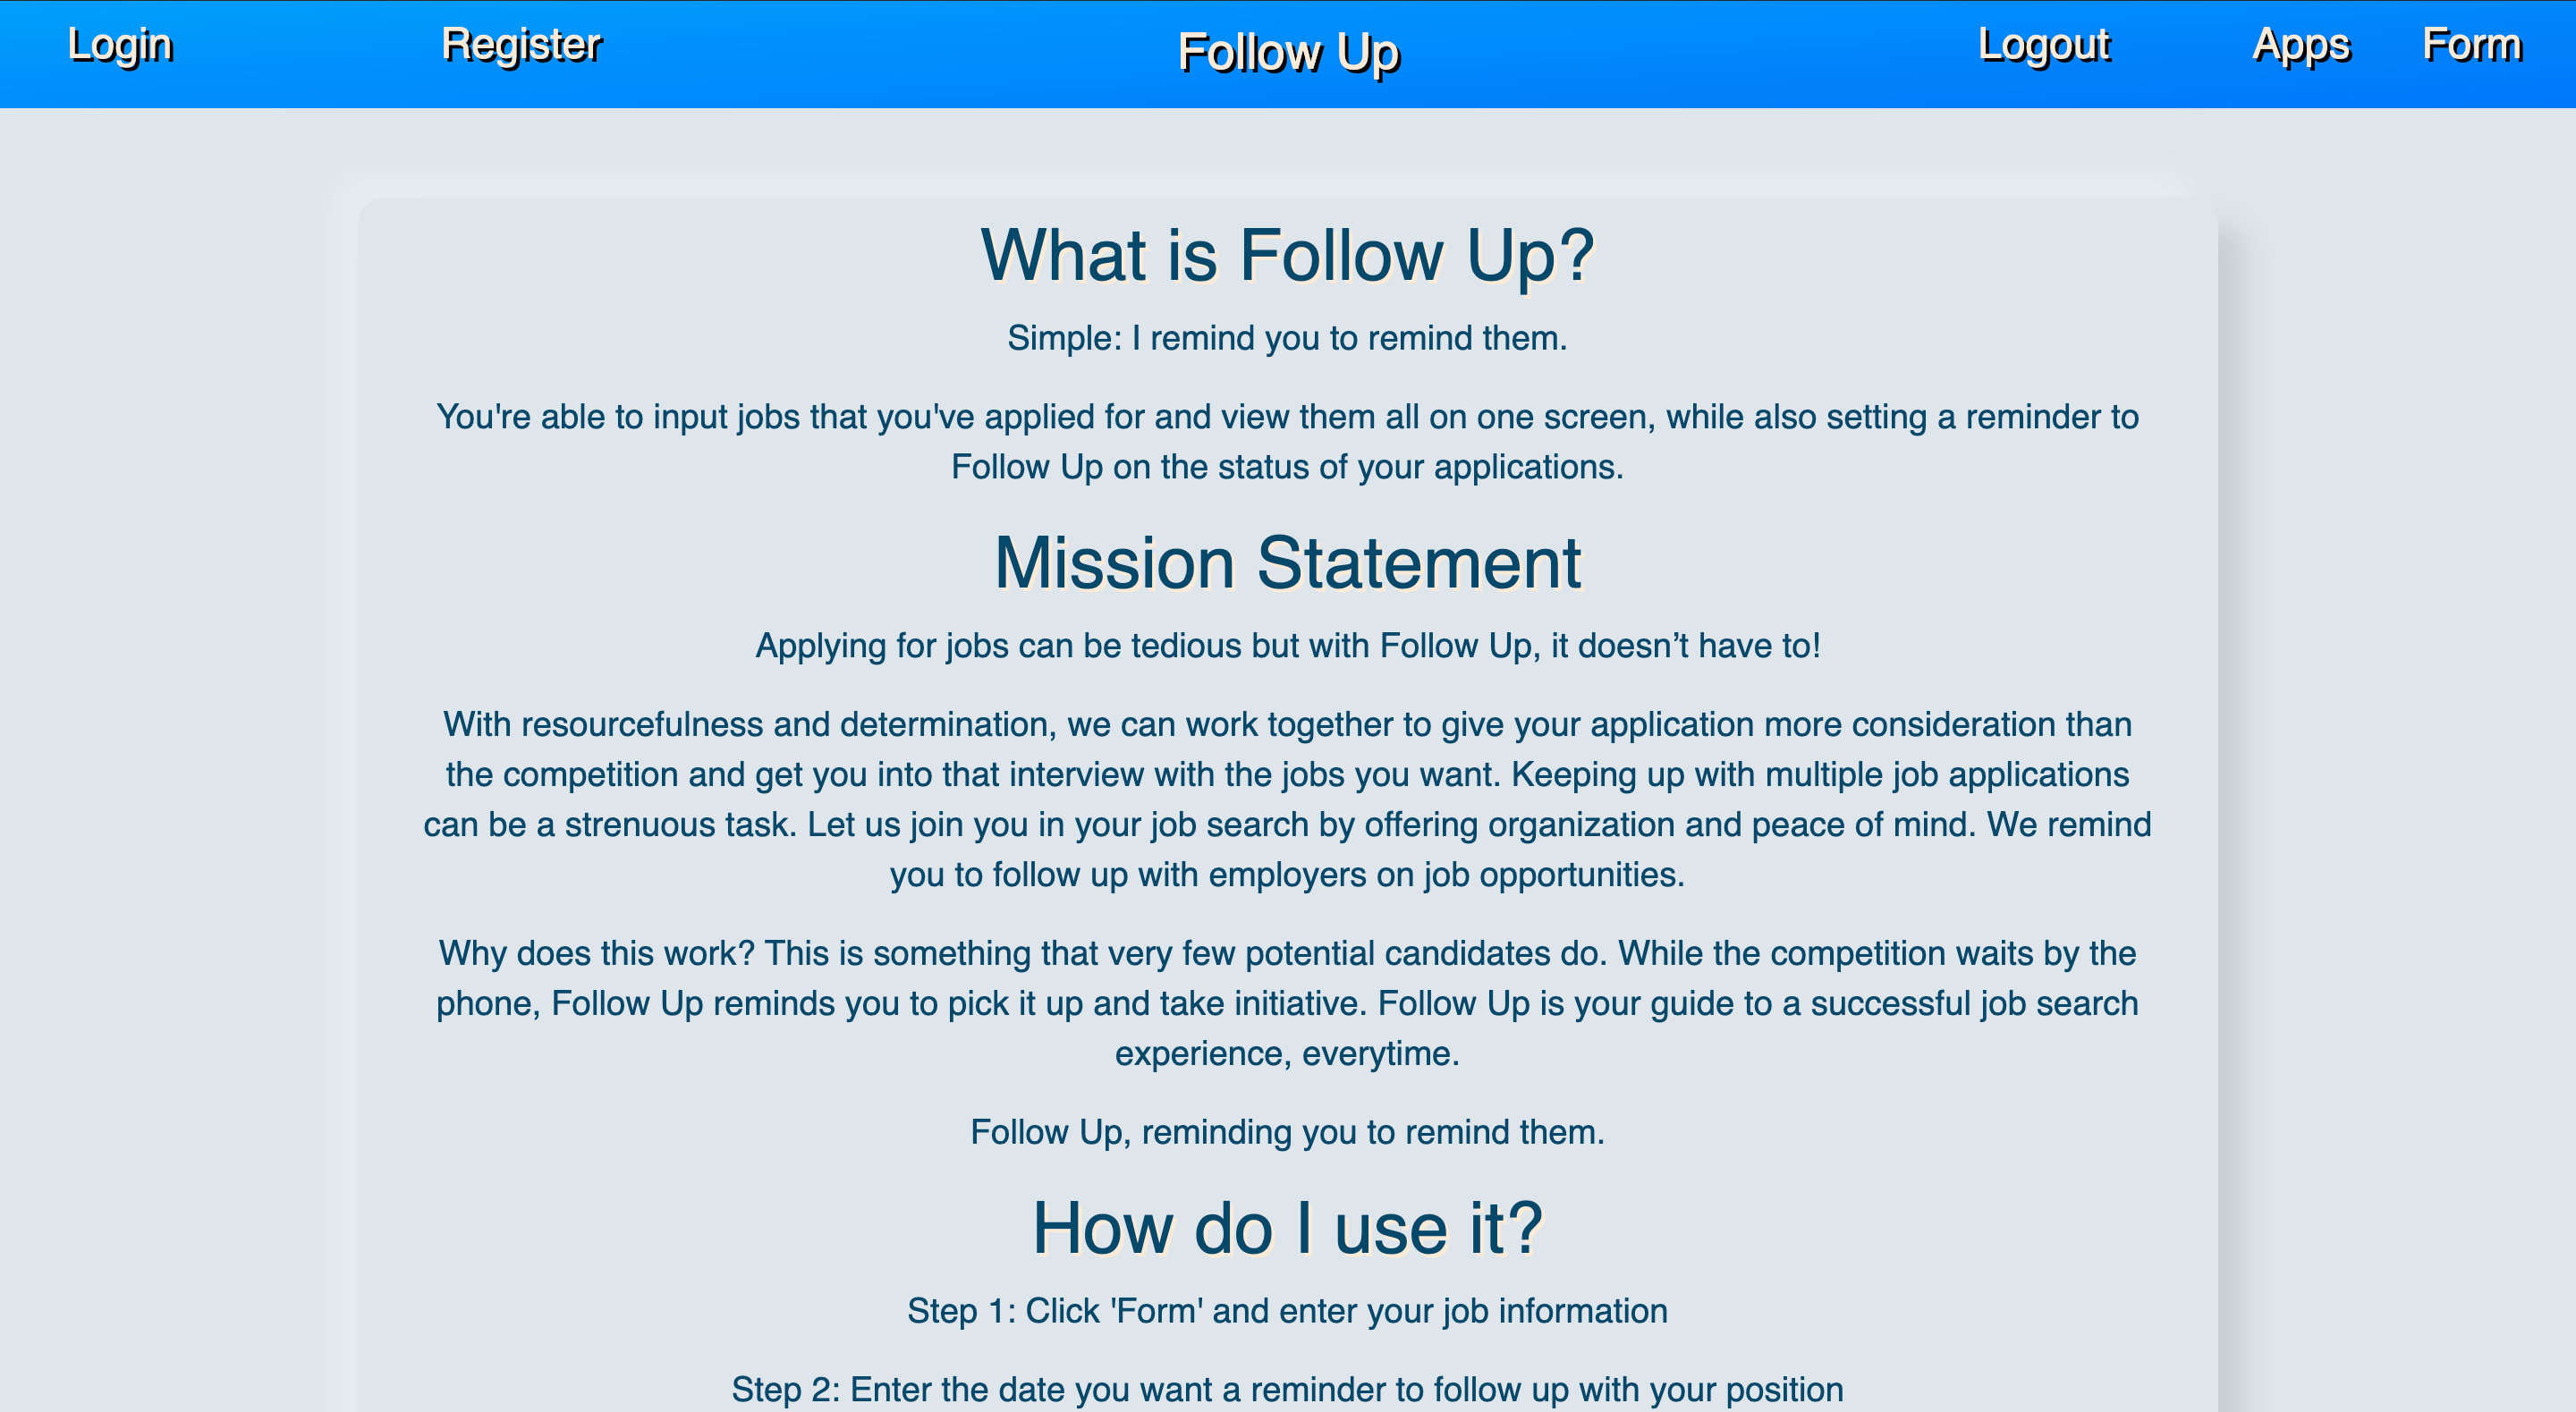 Login Register Follow Up Logout Apps Form
What is Follow Up?
Simple: I remind you to remind them.
You're able to input jobs that you've applied for and view them all on one screen, while also setting a reminder to
Follow Up on the status of your applications.
Mission Statement
Applying for jobs can be tedious but with Follow Up, it doesn’t have to!
With resourcefulness and determination, we can work together to give your application more consideration than
the competition and get you into that interview with the jobs you want. Keeping up with multiple job applications
can be a strenuous task. Let us join you in your job search by offering organization and peace of mind. We remind
you to follow up with employers on job opportunities.
Why does this work? This is something that very few potential candidates do. While the competition waits by the
phone, Follow Up reminds you to pick it up and take initiative. Follow Up is your guide to a successful job search
experience, everytime.
Follow Up, reminding you to remind them.
How do I use it?
Step 1: Click 'Form' and enter your job information
Step 2: Enter the date you want a reminder to follow up with your position